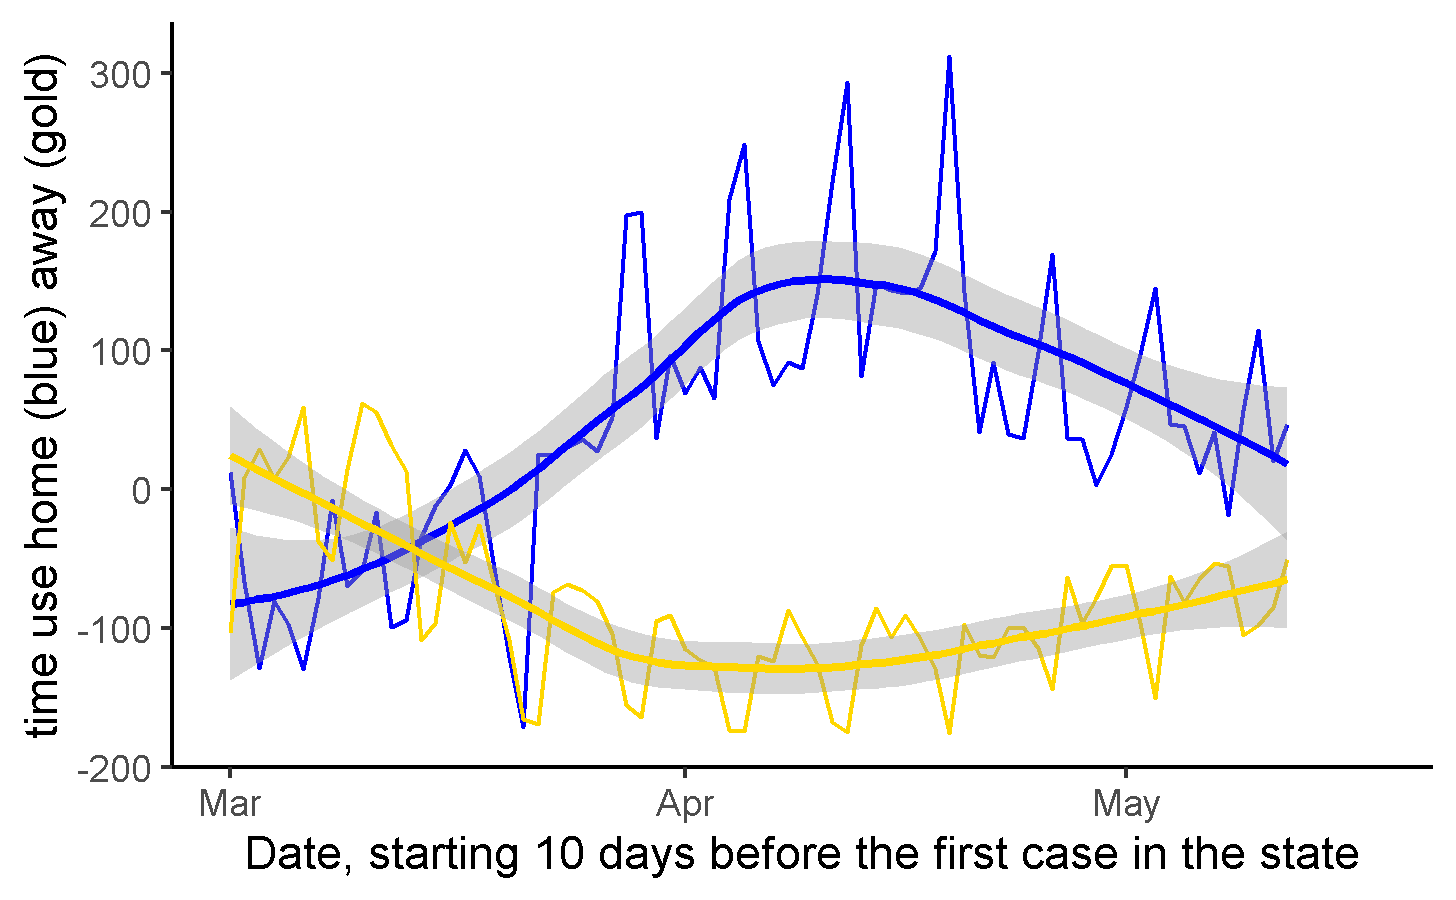 time use home (blue) away (gold)
300
200
100
0
-100
-200
Mar
Apr
May
Date, starting 10 days before the first case in the state